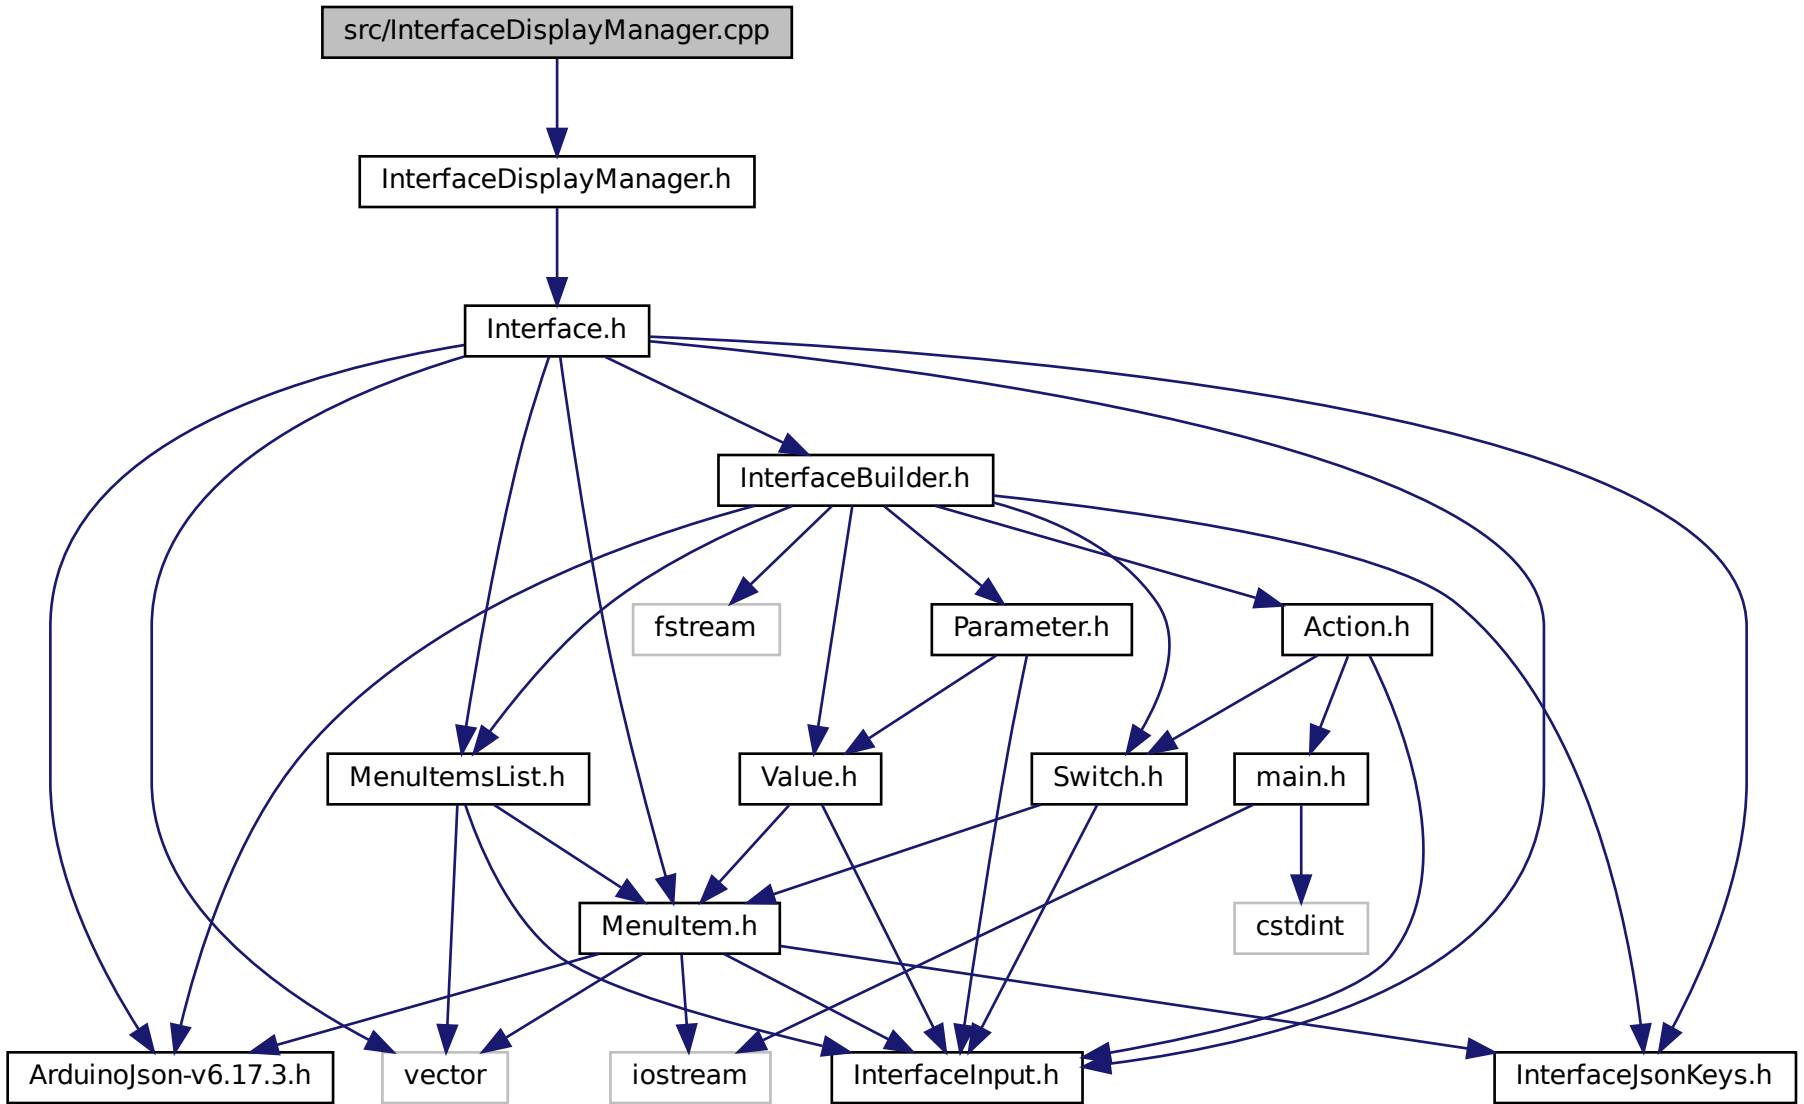 src/InterfaceDisplayManager.cpp
InterfaceDisplayManager.h
Interface.h
InterfaceBuilder.h
fstream
Parameter.h
Action.h
MenuItemsList.h
Value.h
Switch.h
main.h
MenuItem.h
cstdint
ArduinoJson-v6.17.3.h
vector
iostream
InterfaceInput.h
InterfaceJsonKeys.h